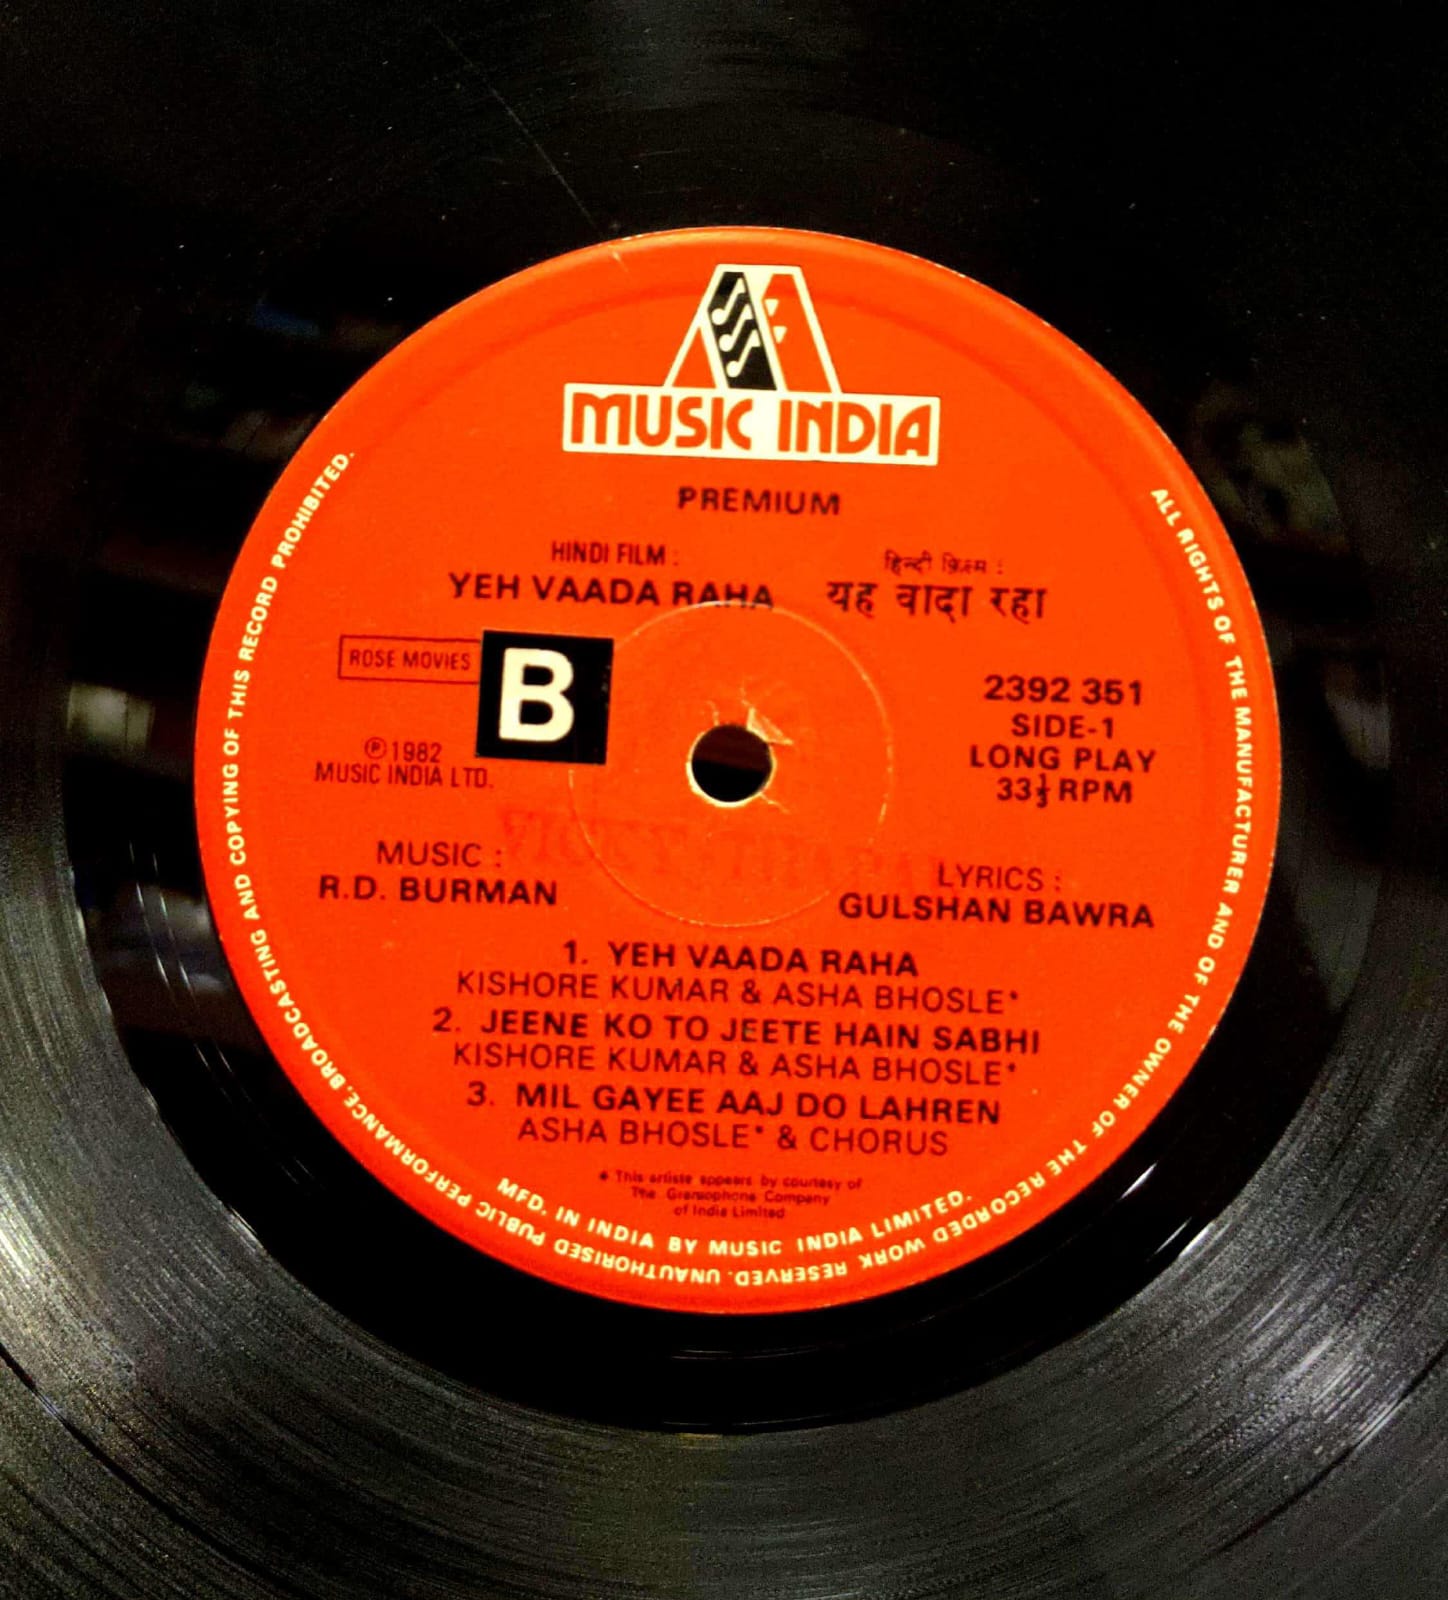 MUSIC INDIA
PREMIUM
HINDI FILM :
YEH VAADA RAHA
हिन्दी फ़िल्म :
यह वादा रहा
ROSE MOVIES
B
℗ 1982
MUSIC INDIA LTD.
2392 351
SIDE-1
LONG PLAY
33⅓ RPM
VICKY THAPA
MUSIC :
R.D. BURMAN
LYRICS :
GULSHAN BAWRA
1. YEH VAADA RAHA
KISHORE KUMAR & ASHA BHOSLE*
2. JEENE KO TO JEETE HAIN SABHI
KISHORE KUMAR & ASHA BHOSLE*
3. MIL GAYEE AAJ DO LAHREN
ASHA BHOSLE* & CHORUS
* This artiste appears by courtesy of
The Gramophone Company
of India Limited
MFD. IN INDIA BY MUSIC INDIA LIMITED.
ALL RIGHTS OF THE MANUFACTURER AND OF THE OWNER OF THE RECORDED WORK RESERVED. UNAUTHORISED PUBLIC PERFORMANCE, BROADCASTING AND COPYING OF THIS RECORD PROHIBITED.